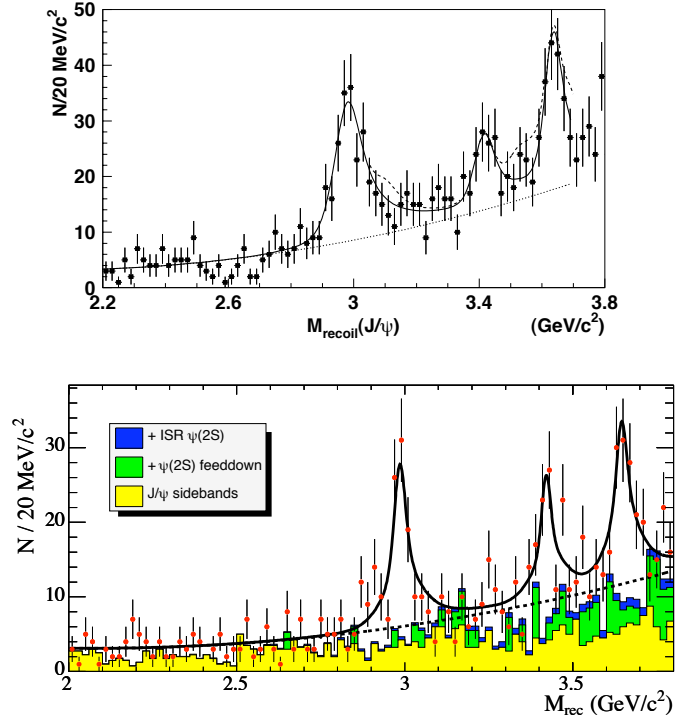 N/20 MeV/c²
50
40
30
20
10
0
2.2 2.6 3 3.4 3.8
M_recoil(J/ψ) (GeV/c²)
N / 20 MeV/c²
30
20
10
0
+ ISR ψ(2S)
+ ψ(2S) feeddown
J/ψ sidebands
2 2.5 3 3.5
M_rec (GeV/c²)